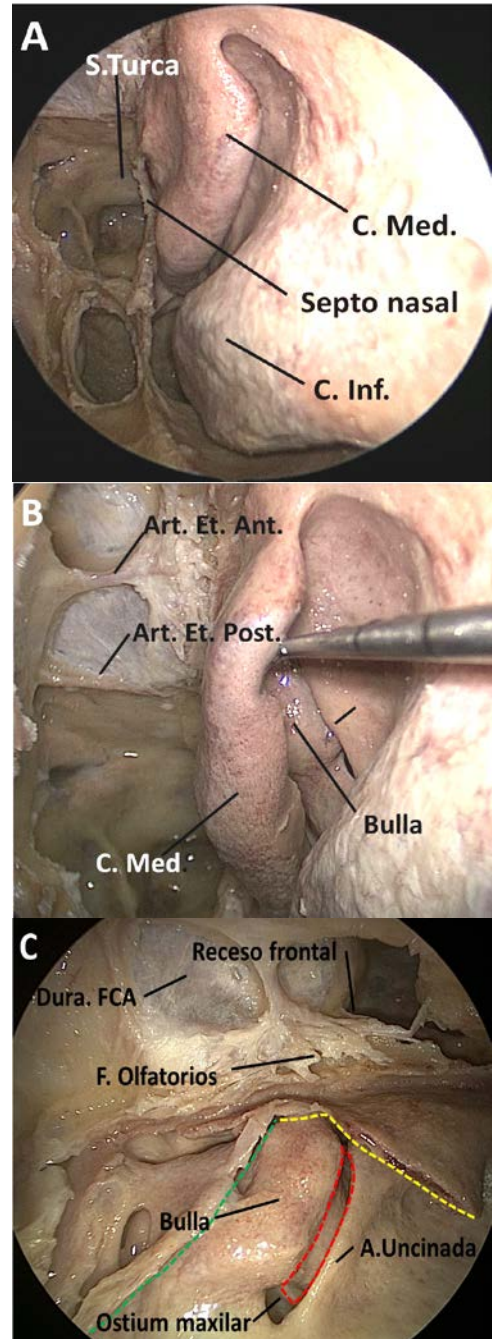 A
S.Turca
C. Med.
Septo nasal
C. Inf.
B
Art. Et. Ant.
Art. Et. Post.
Bulla
C. Med.
C
Receso frontal
Dura. FCA
F. Olfatorios
Bulla
A.Uncinada
Ostium maxilar